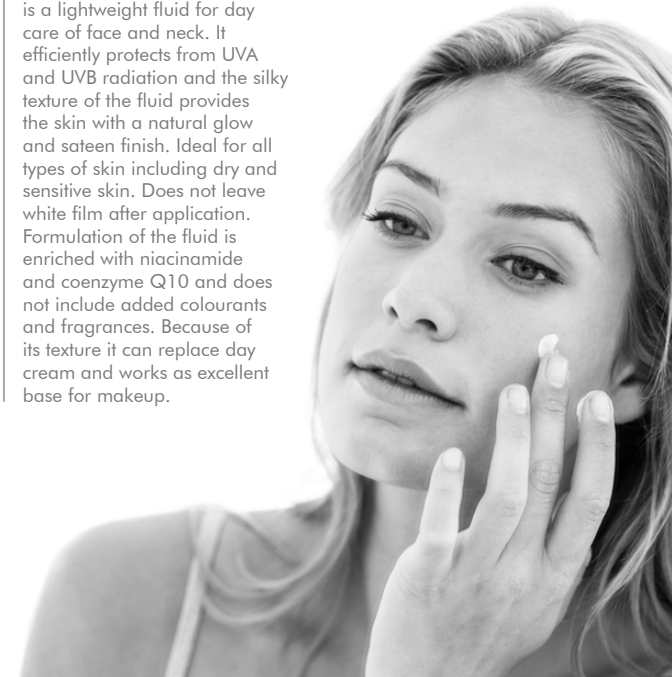 is a lightweight fluid for day
care of face and neck. It
efficiently protects from UVA
and UVB radiation and the silky
texture of the fluid provides
the skin with a natural glow
and sateen finish. Ideal for all
types of skin including dry and
sensitive skin. Does not leave
white film after application.
Formulation of the fluid is
enriched with niacinamide
and coenzyme Q10 and does
not include added colourants
and fragrances. Because of
its texture it can replace day
cream and works as excellent
base for makeup.